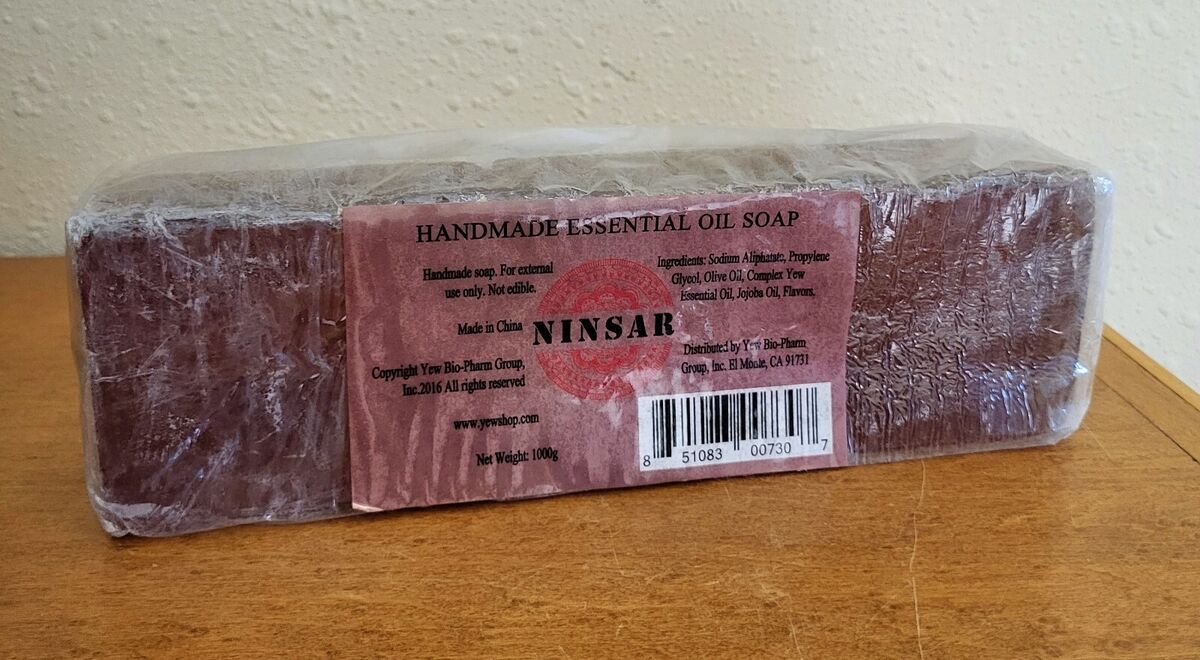 HANDMADE ESSENTIAL OIL SOAP
Handmade soap. For external
use only. Not edible.
Made in China
Copyright Yew Bio-Pharm Group,
Inc.2016 All rights reserved
www.yewshop.com
Net Weight: 1000g
NINSAR
Ingredients: Sodium Aliphatate, Propylene
Glycol, Olive Oil, Complex Yew
Essential Oil, Jojoba Oil, Flavors.
Distributed by Yew Bio-Pharm
Group, Inc. El Monte, CA 91731
8 51083 00730 7